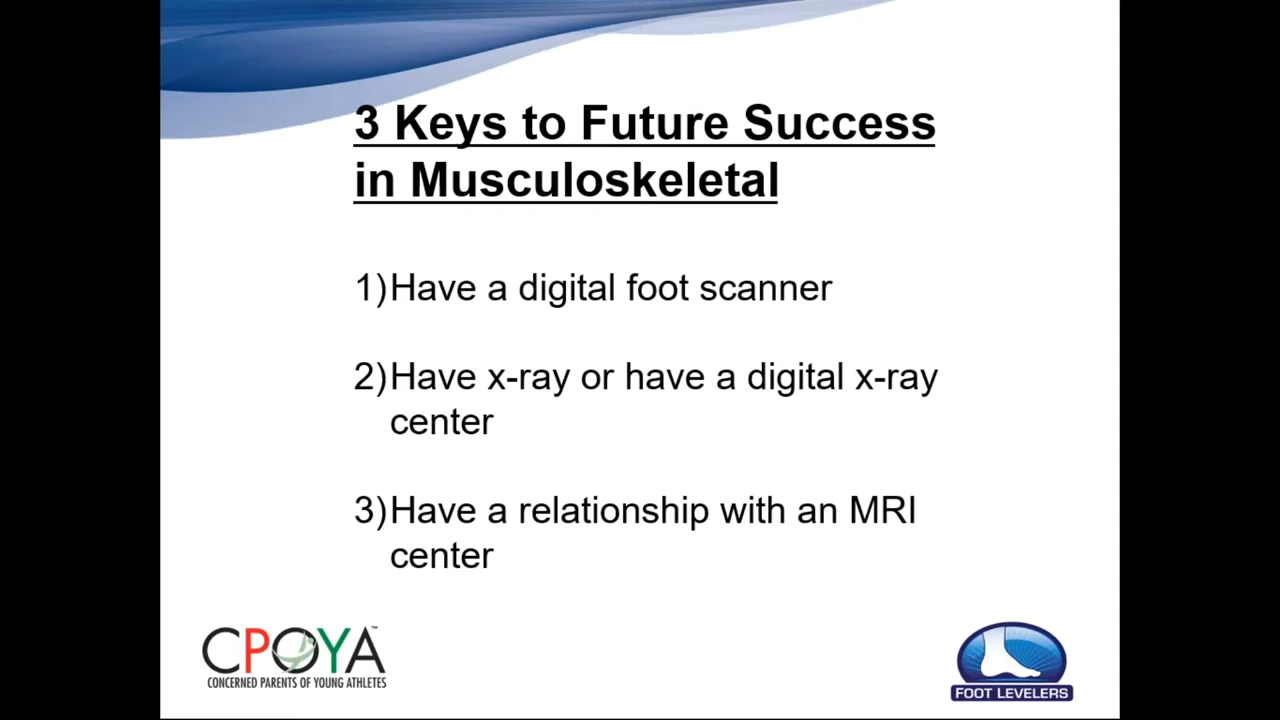 3 Keys to Future Success
in Musculoskeletal
1) Have a digital foot scanner
2) Have x-ray or have a digital x-ray
center
3) Have a relationship with an MRI
center
CPOYA™
CONCERNED PARENTS OF YOUNG ATHLETES
FOOT LEVELERS